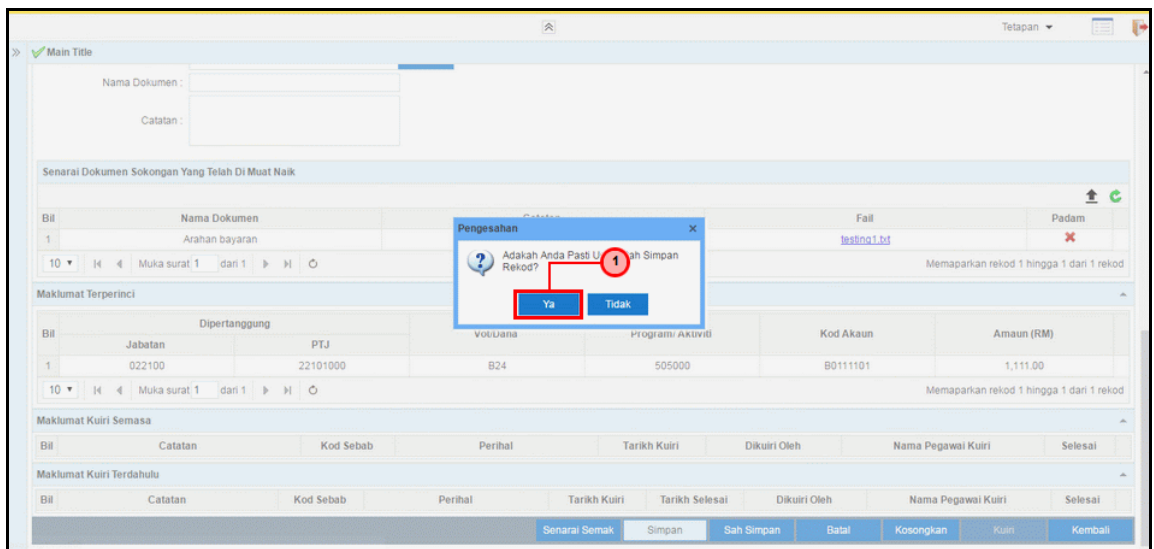 Tetapan
Main Title
Nama Dokumen :
Catatan :
Senarai Dokumen Sokongan Yang Telah Di Muat Naik
Bil Nama Dokumen Catatan Fail Padam
1 Arahan bayaran testing1.txt
10 Muka surat 1 dari 1 Memaparkan rekod 1 hingga 1 dari 1 rekod
Pengesahan
Adakah Anda Pasti ah Simpan
Rekod?
1
Ya Tidak
Maklumat Terperinci
Bil Dipertanggung Vot/Dana Program/ Aktiviti Kod Akaun Amaun (RM)
Jabatan PTJ
1 022100 22101000 B24 505000 B0111101 1,111.00
10 Muka surat 1 dari 1 Memaparkan rekod 1 hingga 1 dari 1 rekod
Maklumat Kuiri Semasa
Bil Catatan Kod Sebab Perihal Tarikh Kuiri Dikuiri Oleh Nama Pegawai Kuiri Selesai
Maklumat Kuiri Terdahulu
Bil Catatan Kod Sebab Perihal Tarikh Kuiri Tarikh Selesai Dikuiri Oleh Nama Pegawai Kuiri Selesai
Senarai Semak Simpan Sah Simpan Batal Kosongkan Kuiri Kembali